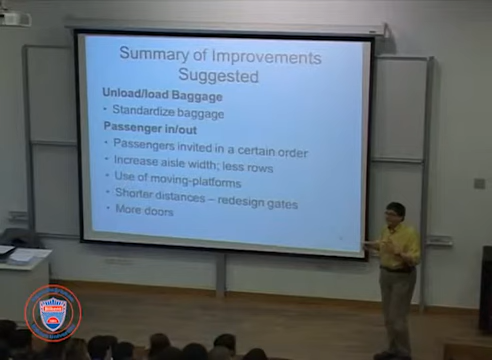 Summary of Improvements
Suggested
Unload/load Baggage
• Standardize baggage
Passenger in/out
• Passengers invited in a certain order
• Increase aisle width; less rows
• Use of moving-platforms
• Shorter distances – redesign gates
• More doors